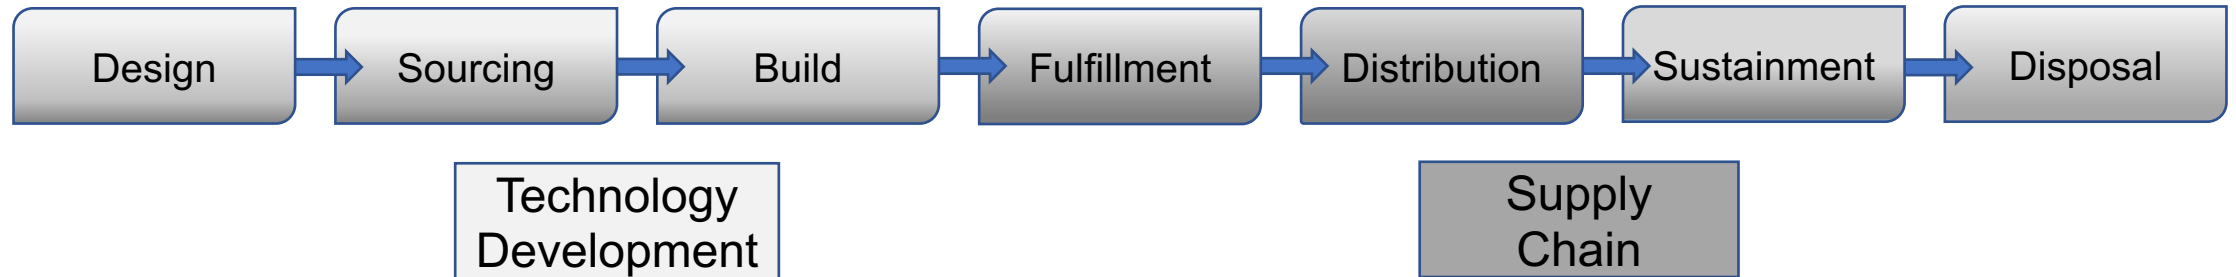 Design
Sourcing
Build
Fulfillment
Distribution
Sustainment
Disposal
Technology
Development
Supply
Chain